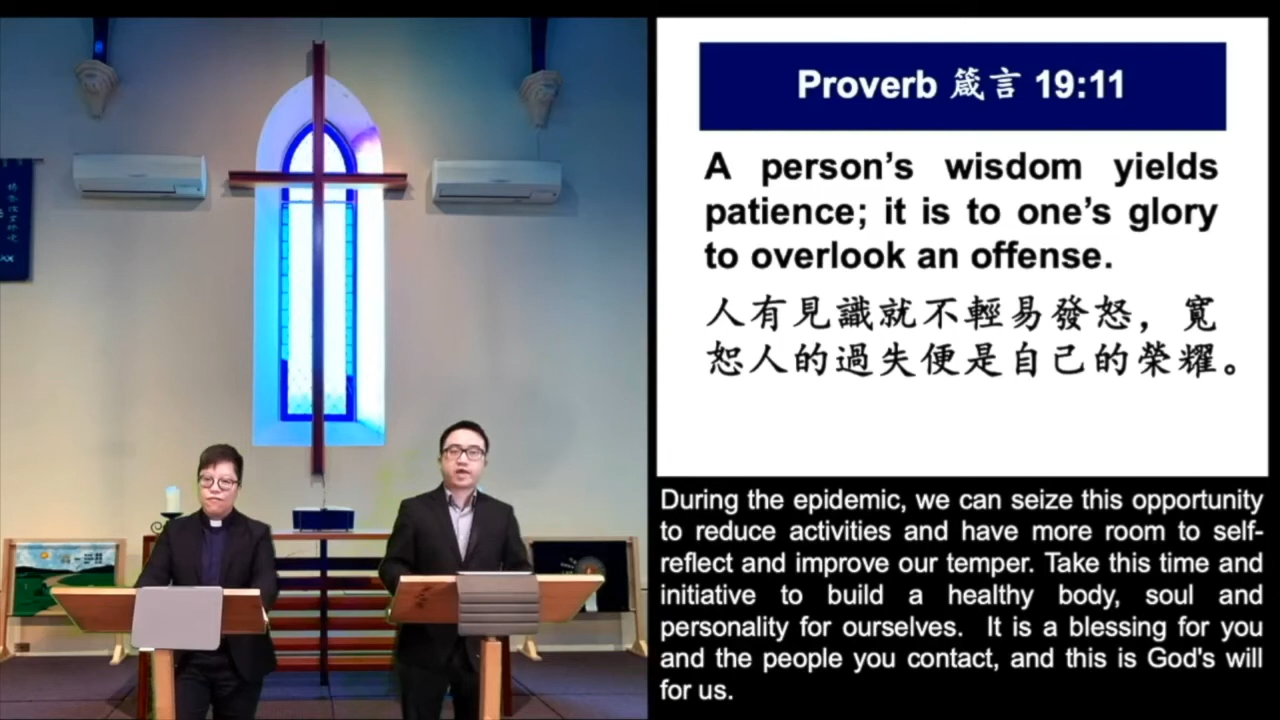 Proverb 箴言 19:11
A person’s wisdom yields
patience; it is to one’s glory
to overlook an offense.
人有見識就不輕易發怒，寬
恕人的過失便是自己的榮耀。
During the epidemic, we can seize this opportunity
to reduce activities and have more room to self-
reflect and improve our temper. Take this time and
initiative to build a healthy body, soul and
personality for ourselves.  It is a blessing for you
and the people you contact, and this is God's will
for us.